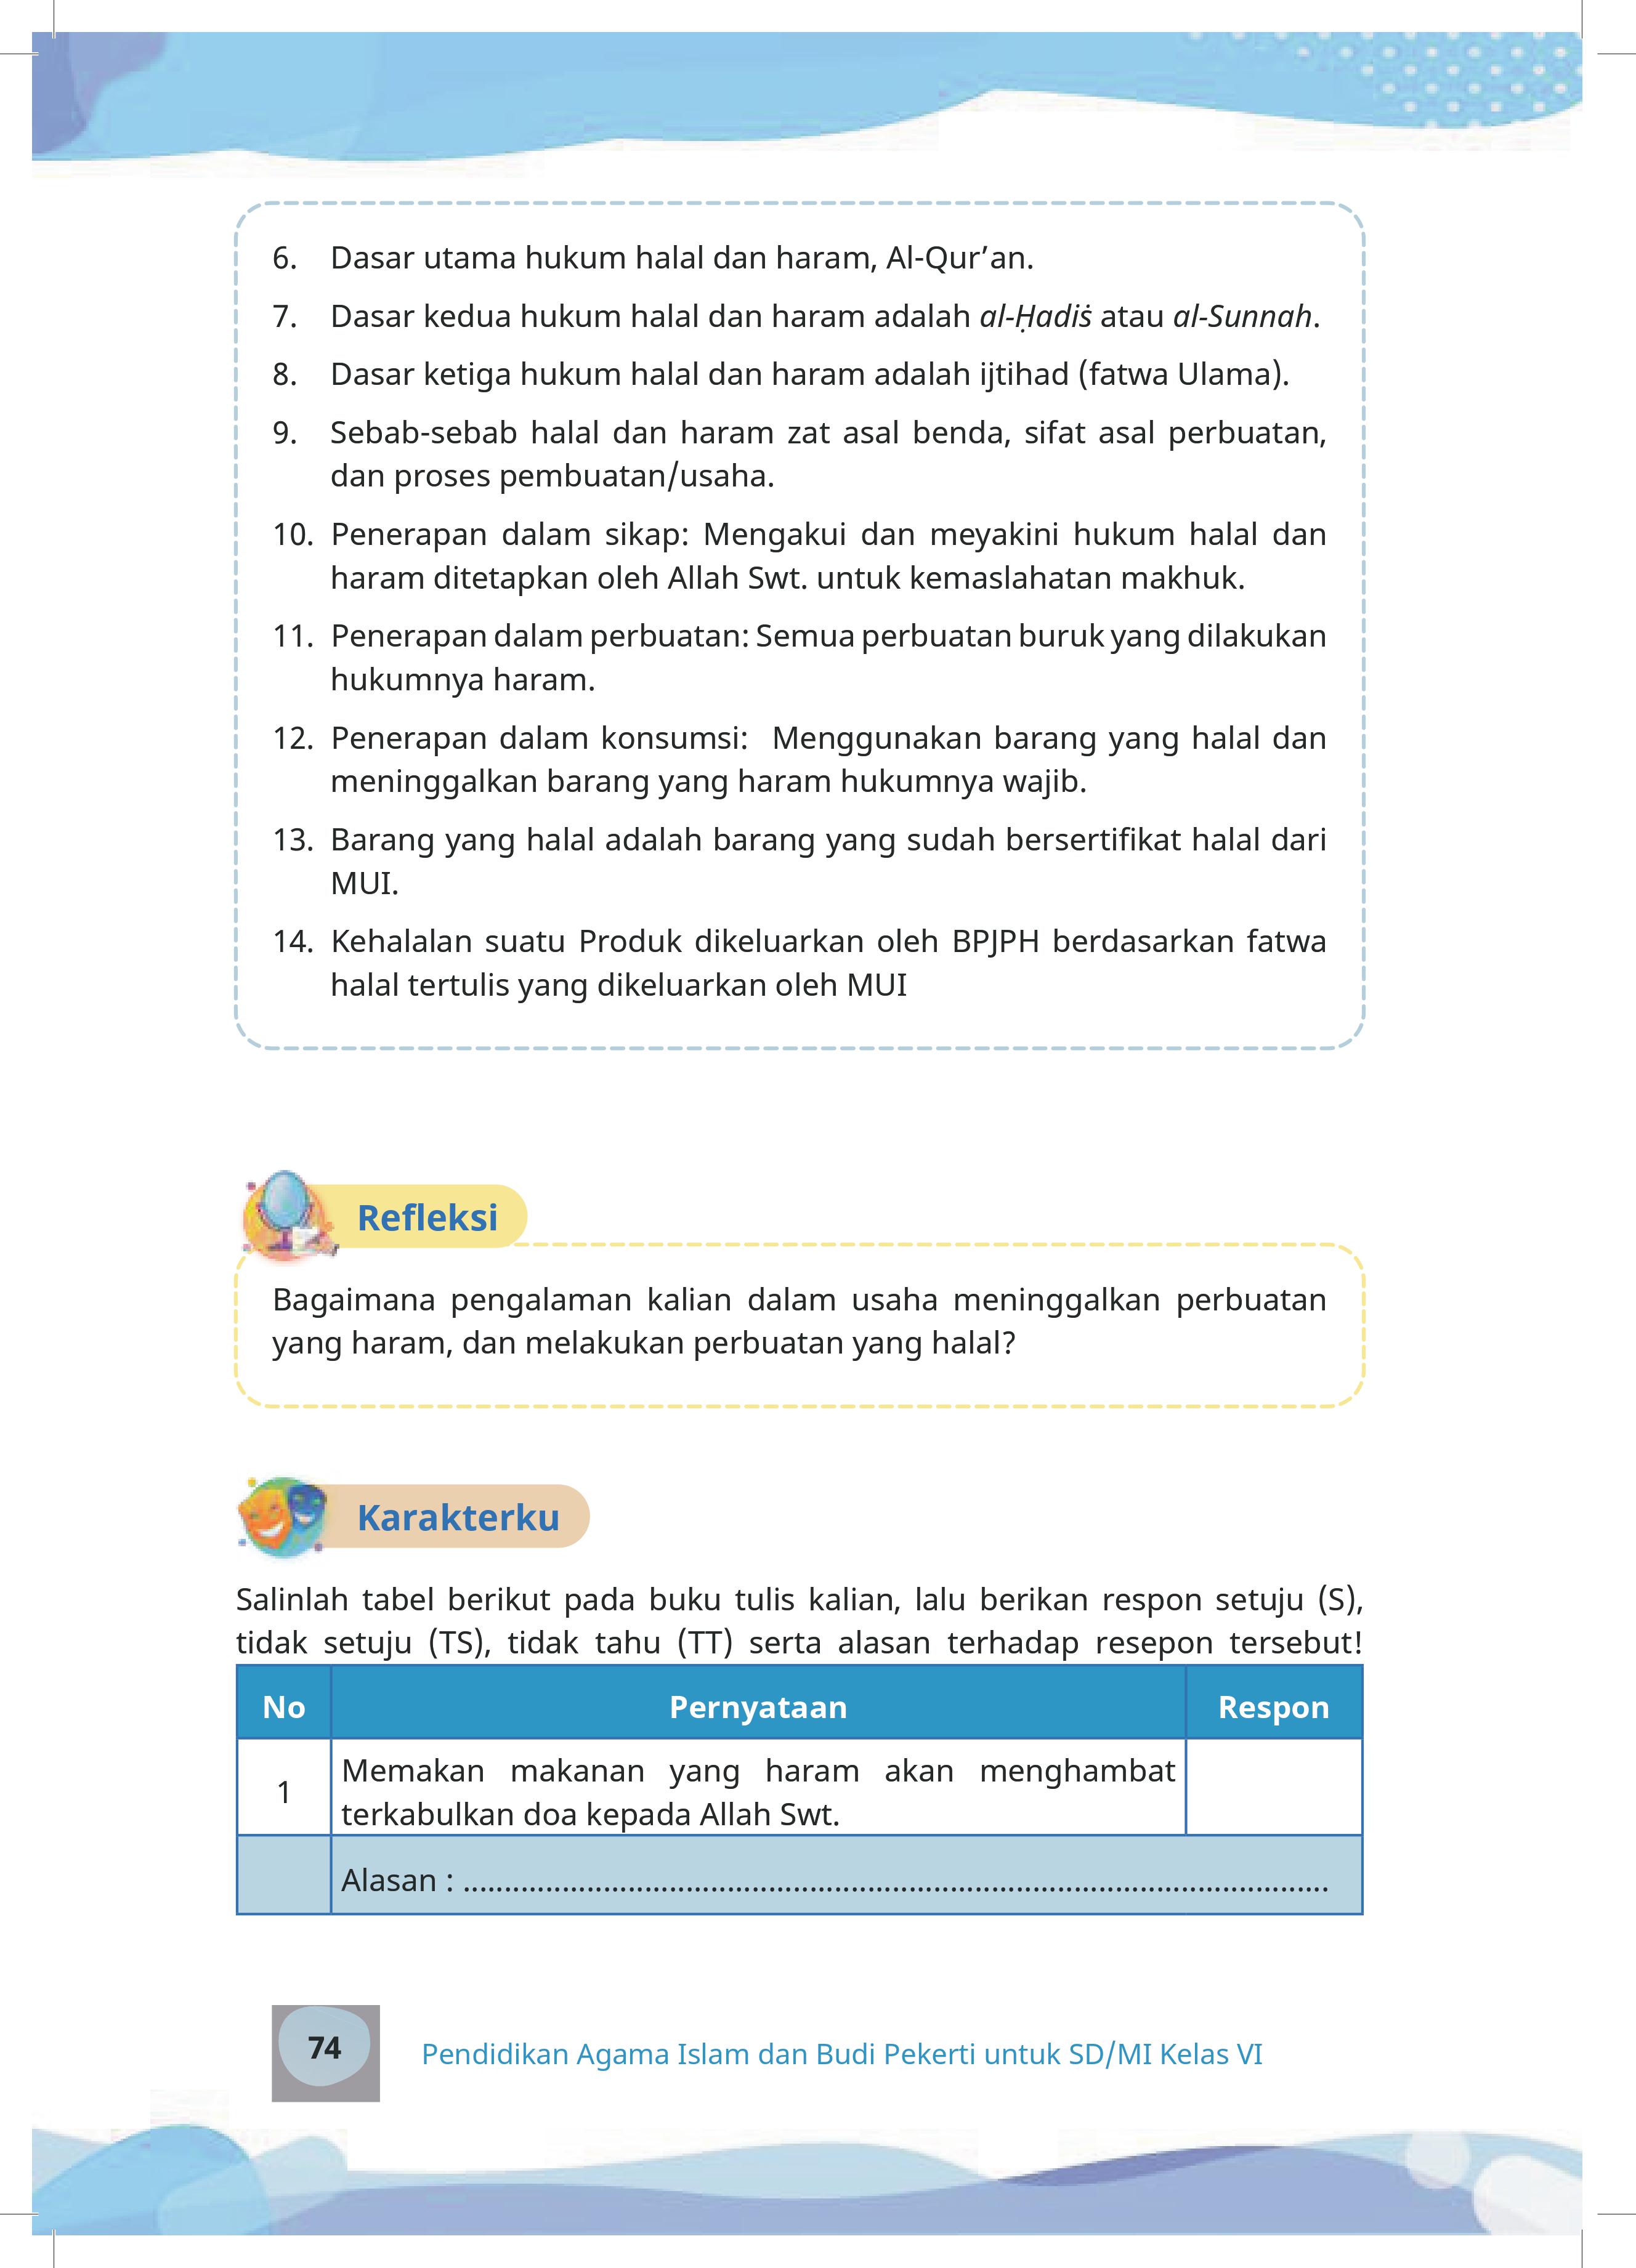 6. Dasar utama hukum halal dan haram, Al-Qur’an.
7. Dasar kedua hukum halal dan haram adalah al-Ḥadiṡ atau al-Sunnah.
8. Dasar ketiga hukum halal dan haram adalah ijtihad (fatwa Ulama).
9. Sebab-sebab halal dan haram zat asal benda, sifat asal perbuatan,
dan proses pembuatan/usaha.
10. Penerapan dalam sikap: Mengakui dan meyakini hukum halal dan
haram ditetapkan oleh Allah Swt. untuk kemaslahatan makhuk.
11. Penerapan dalam perbuatan: Semua perbuatan buruk yang dilakukan
hukumnya haram.
12. Penerapan dalam konsumsi: Menggunakan barang yang halal dan
meninggalkan barang yang haram hukumnya wajib.
13. Barang yang halal adalah barang yang sudah bersertifikat halal dari
MUI.
14. Kehalalan suatu Produk dikeluarkan oleh BPJPH berdasarkan fatwa
halal tertulis yang dikeluarkan oleh MUI
Refleksi
Bagaimana pengalaman kalian dalam usaha meninggalkan perbuatan
yang haram, dan melakukan perbuatan yang halal?
Karakterku
Salinlah tabel berikut pada buku tulis kalian, lalu berikan respon setuju (S),
tidak setuju (TS), tidak tahu (TT) serta alasan terhadap resepon tersebut!
No Pernyataan Respon
1 Memakan makanan yang haram akan menghambat
terkabulkan doa kepada Allah Swt.
Alasan : ..........................................................................................................
74 Pendidikan Agama Islam dan Budi Pekerti untuk SD/MI Kelas VI